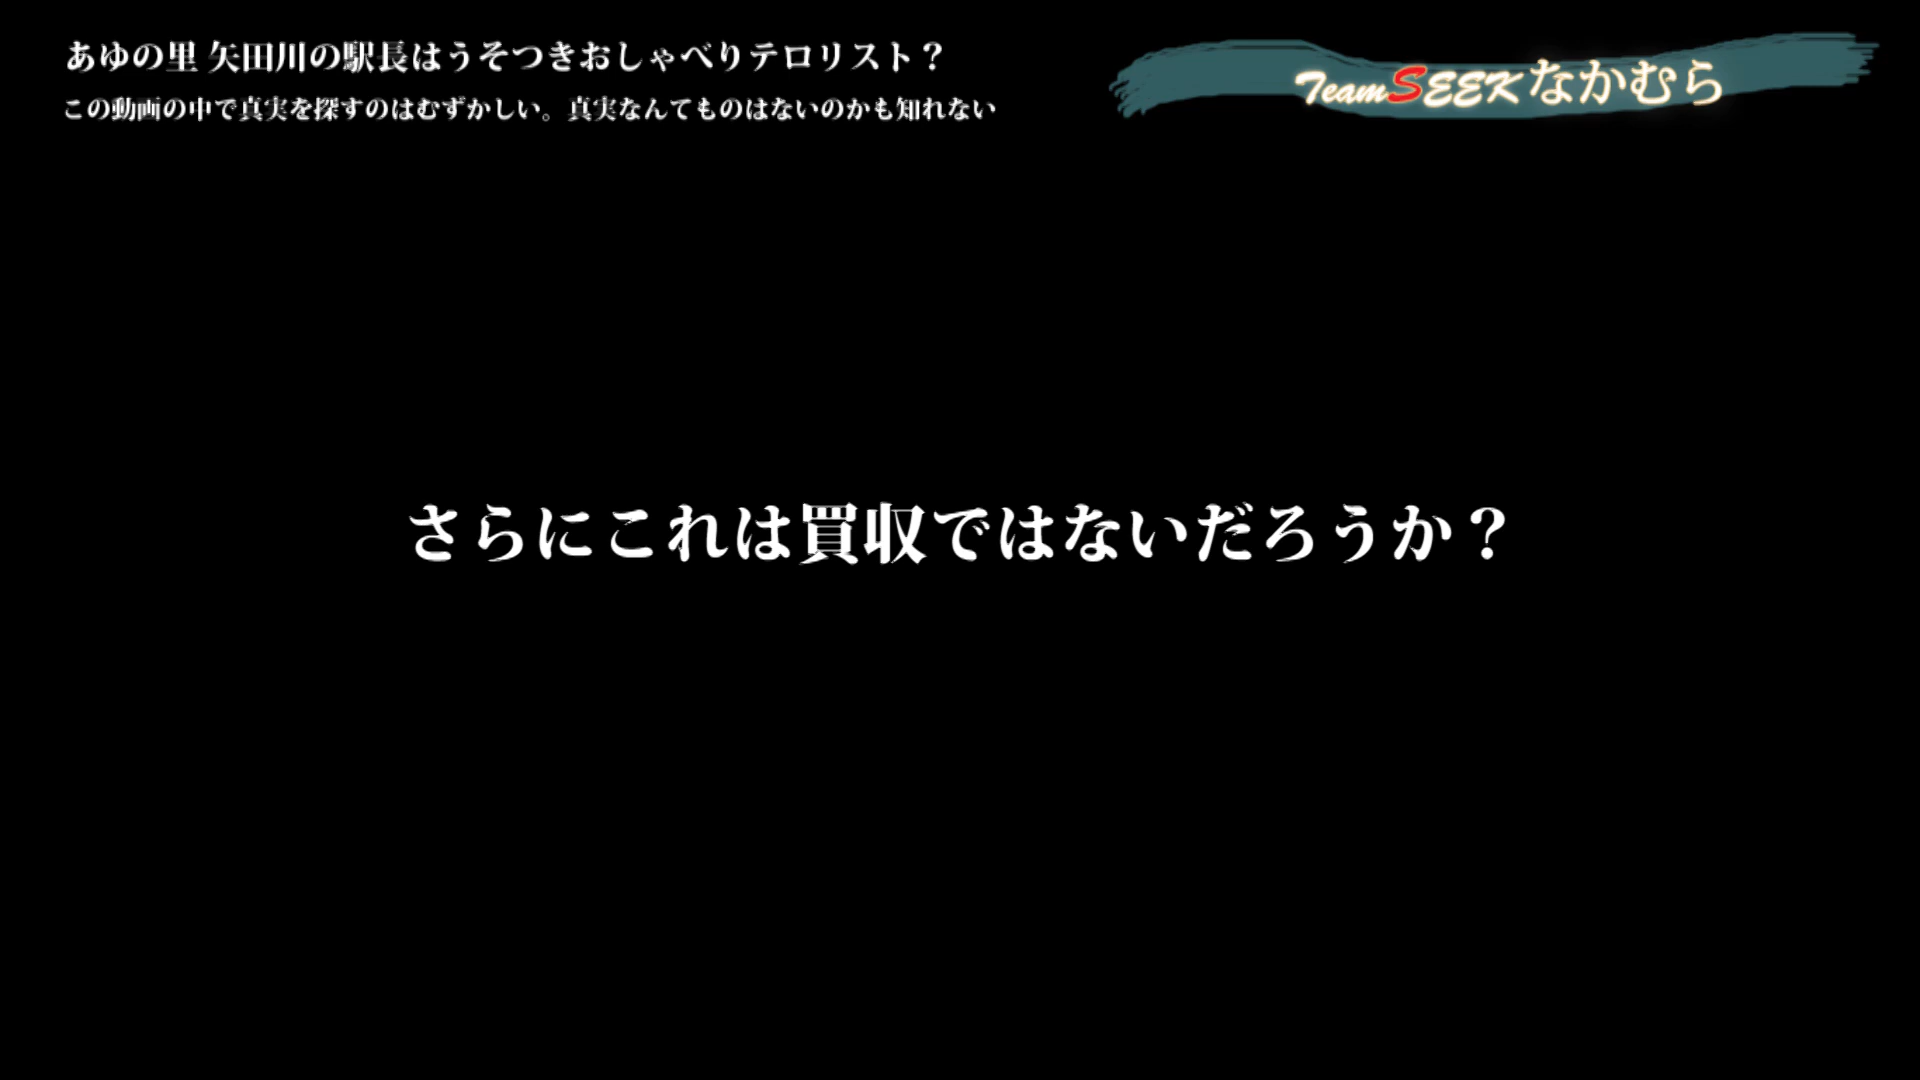 あゆの里 矢田川の駅長はうそつきおしゃべりテロリスト？
この動画の中で真実を探すのはむずかしい。真実なんてものはないのかも知れない
TeamSEEKなかむら
さらにこれは買収ではないだろうか？